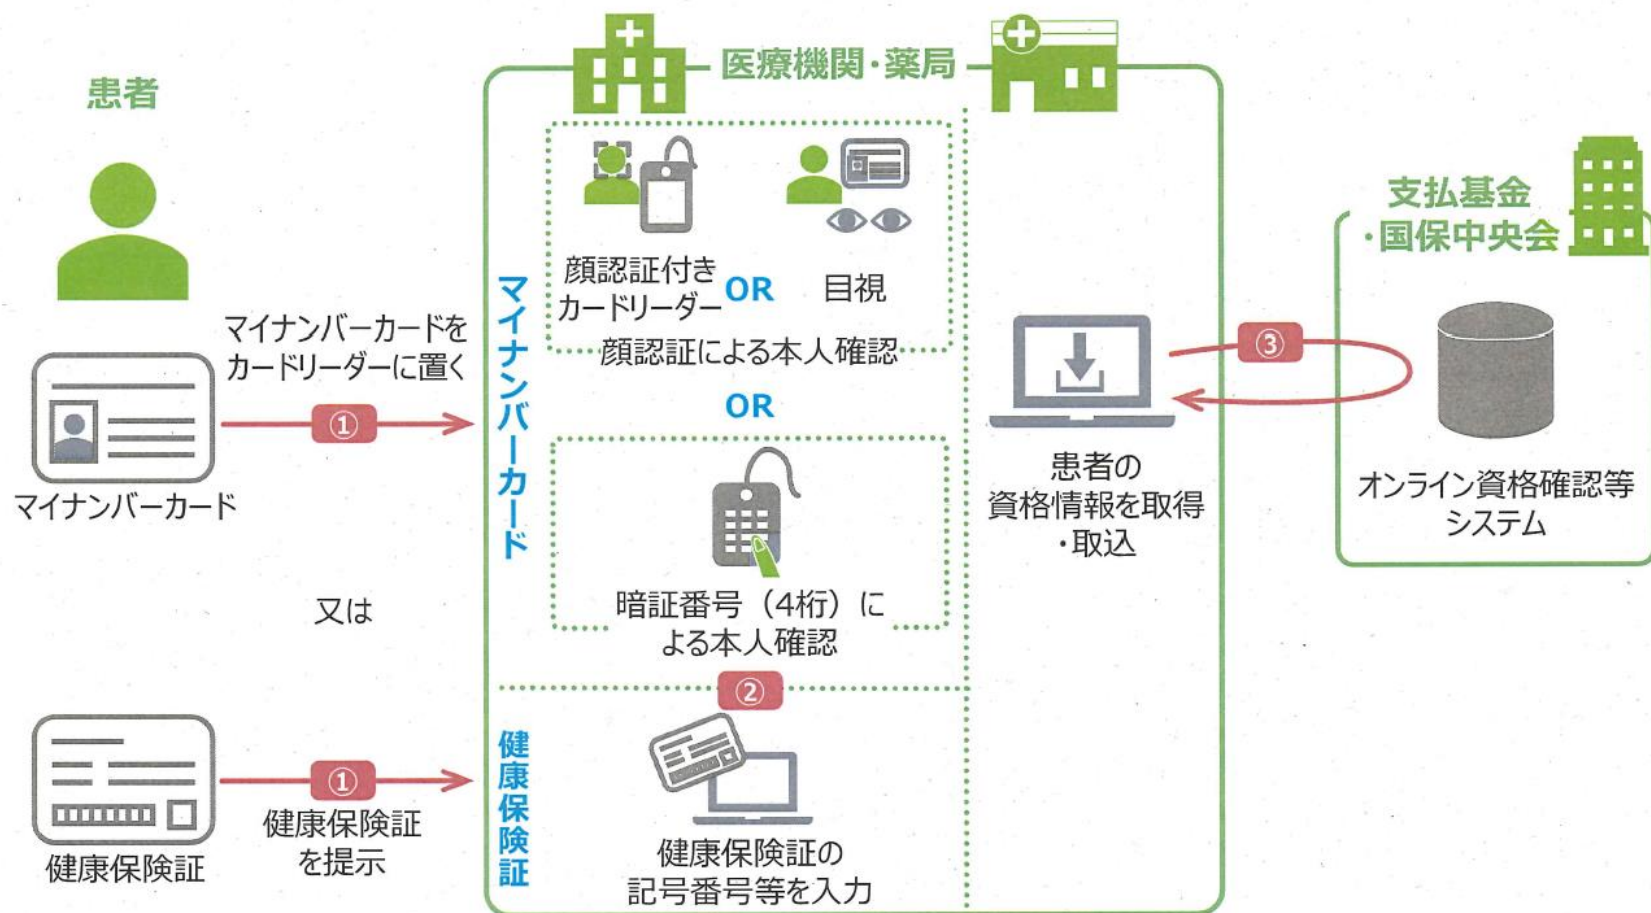 患者
医療機関・薬局
支払基金
・国保中央会
マイナンバーカードを
カードリーダーに置く
①
マイナンバーカード
又は
①
健康保険証
を提示
健康保険証
マイナンバーカード
顔認証付き
カードリーダー
OR
目視
顔認証による本人確認
OR
暗証番号（4桁）に
よる本人確認
②
健康保険証
健康保険証の
記号番号等を入力
患者の
資格情報を取得
・取込
③
オンライン資格確認等
システム